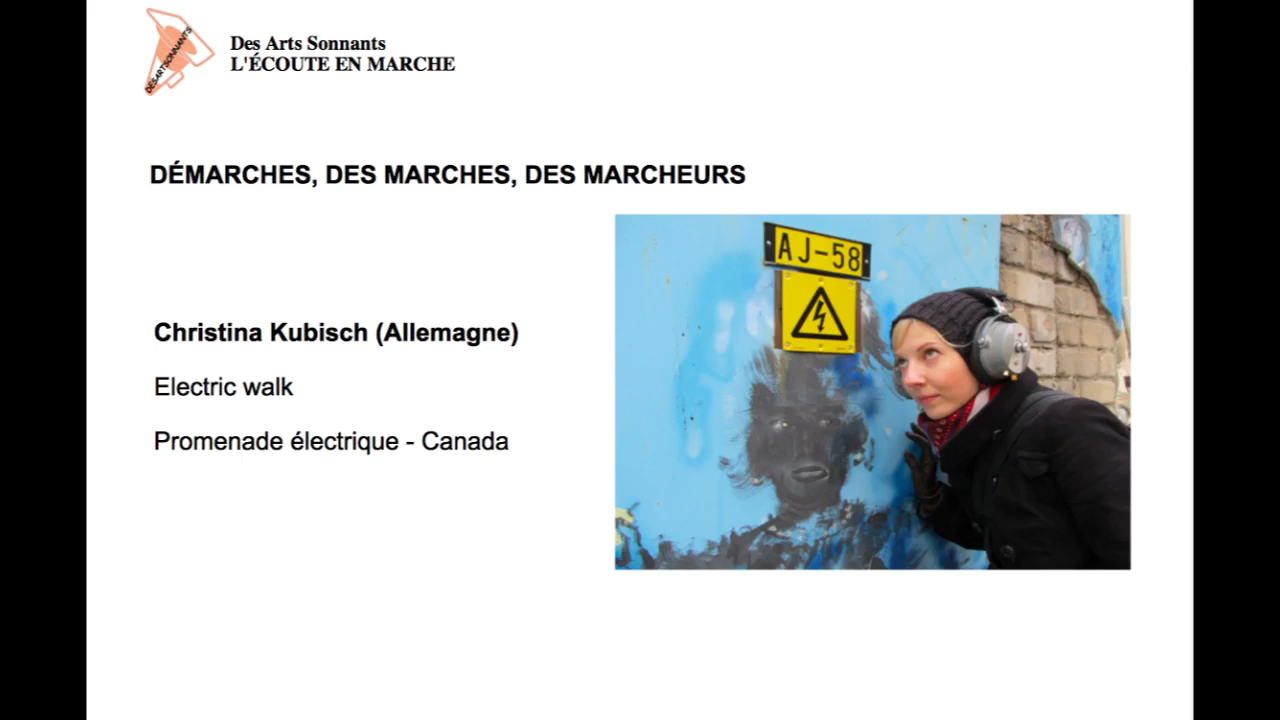 DÉSARTSONNANTS
Des Arts Sonnants
L'ÉCOUTE EN MARCHE
DÉMARCHES, DES MARCHES, DES MARCHEURS
AJ-58
Christina Kubisch (Allemagne)
Electric walk
Promenade électrique - Canada